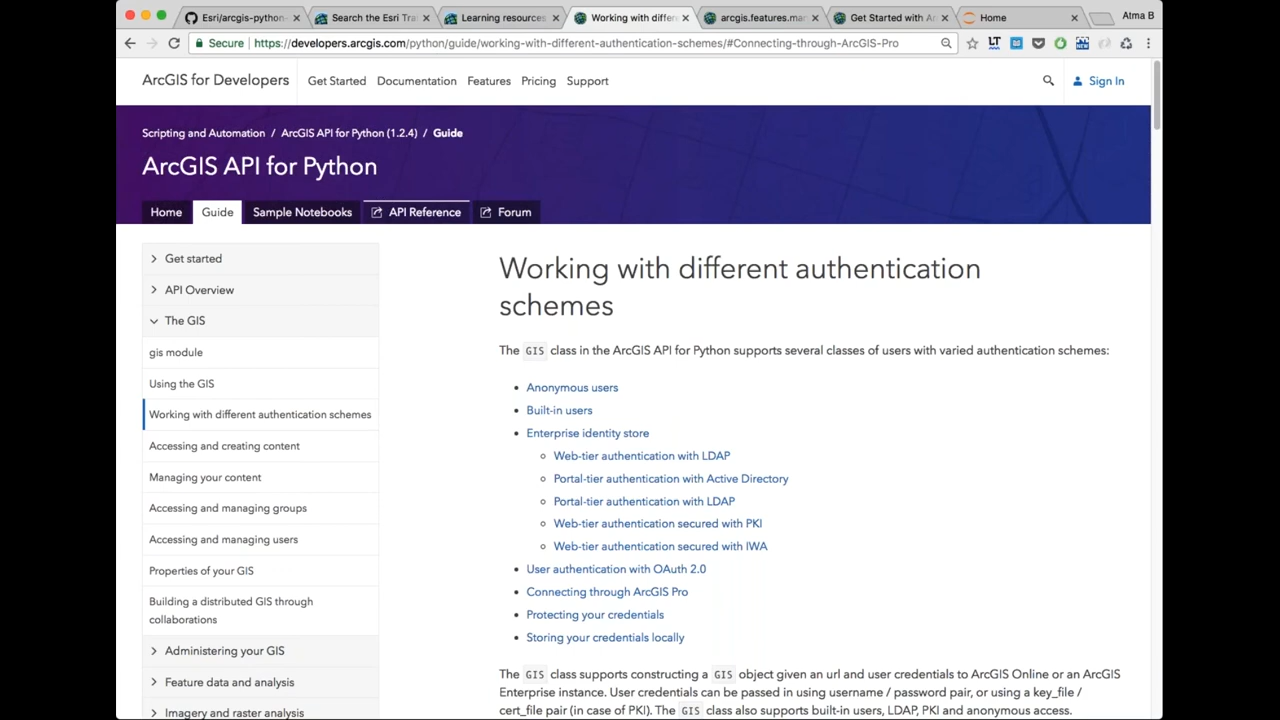 Esri/arcgis-python-
Search the Esri Tra
Learning resources
Working with differ
arcgis.features.ma
Get Started with A
Home
Atma B
Secure
https://developers.arcgis.com/python/guide/working-with-different-authentication-schemes/#Connecting-through-ArcGIS-Pro
ArcGIS for Developers
Get Started
Documentation
Features
Pricing
Support
Sign In
Scripting and Automation / ArcGIS API for Python (1.2.4) / Guide
ArcGIS API for Python
Home
Guide
Sample Notebooks
API Reference
Forum
Get started
API Overview
The GIS
gis module
Using the GIS
Working with different authentication schemes
Accessing and creating content
Managing your content
Accessing and managing groups
Accessing and managing users
Properties of your GIS
Building a distributed GIS through
collaborations
Administering your GIS
Feature data and analysis
Imagery and raster analysis
Working with different authentication
schemes
The GIS class in the ArcGIS API for Python supports several classes of users with varied authentication schemes:
Anonymous users
Built-in users
Enterprise identity store
Web-tier authentication with LDAP
Portal-tier authentication with Active Directory
Portal-tier authentication with LDAP
Web-tier authentication secured with PKI
Web-tier authentication secured with IWA
User authentication with OAuth 2.0
Connecting through ArcGIS Pro
Protecting your credentials
Storing your credentials locally
The GIS class supports constructing a GIS object given an url and user credentials to ArcGIS Online or an ArcGIS
Enterprise instance. User credentials can be passed in using username / password pair, or using a key_file /
cert_file pair (in case of PKI). The GIS class also supports built-in users, LDAP, PKI and anonymous access.